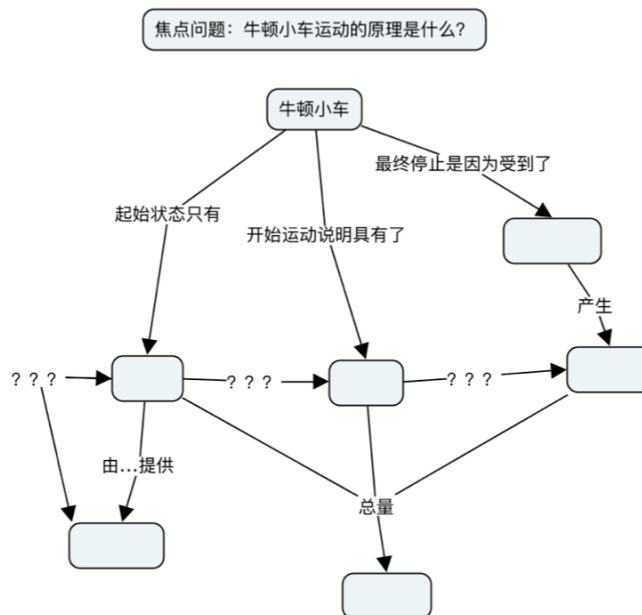 焦点问题：牛顿小车运动的原理是什么？
牛顿小车
最终停止是因为受到了
起始状态只有
开始运动说明具有了
产生
？？？
？？？
？？？
由...提供
总量